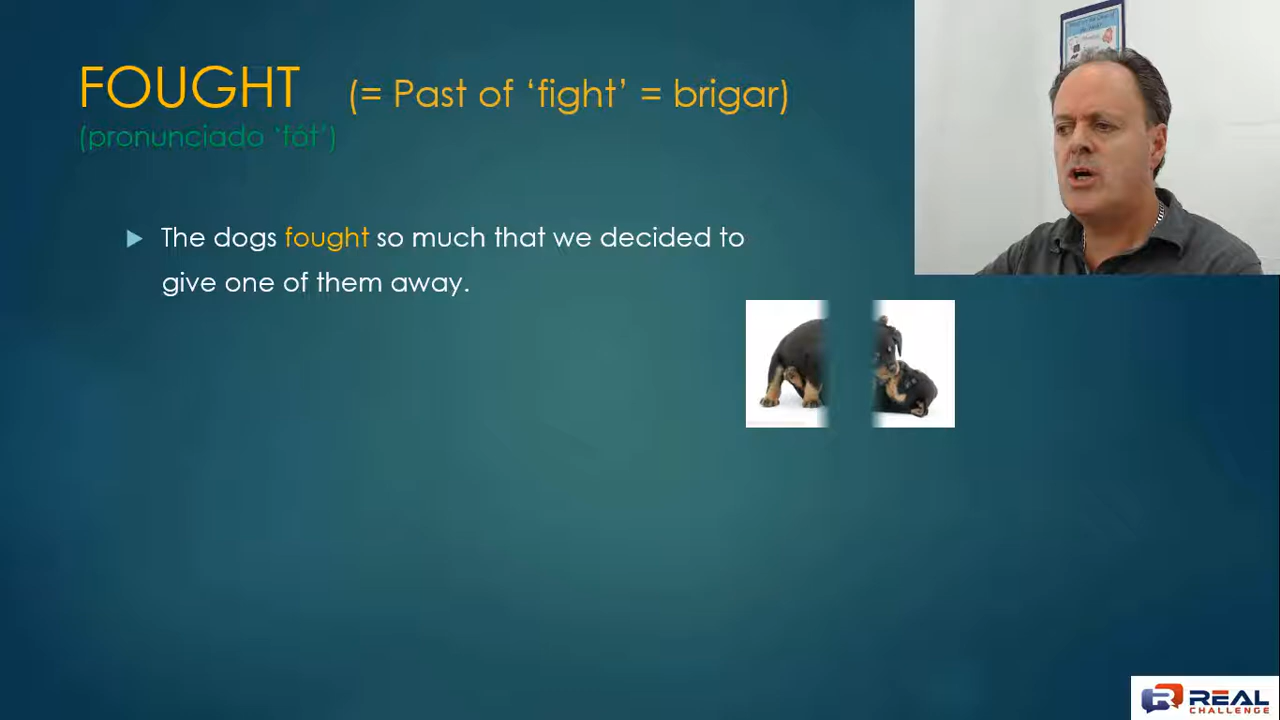 FOUGHT (= Past of ‘fight’ = brigar)
(pronunciado ‘fót’)
The dogs fought so much that we decided to
give one of them away.
REAL
CHALLENGE